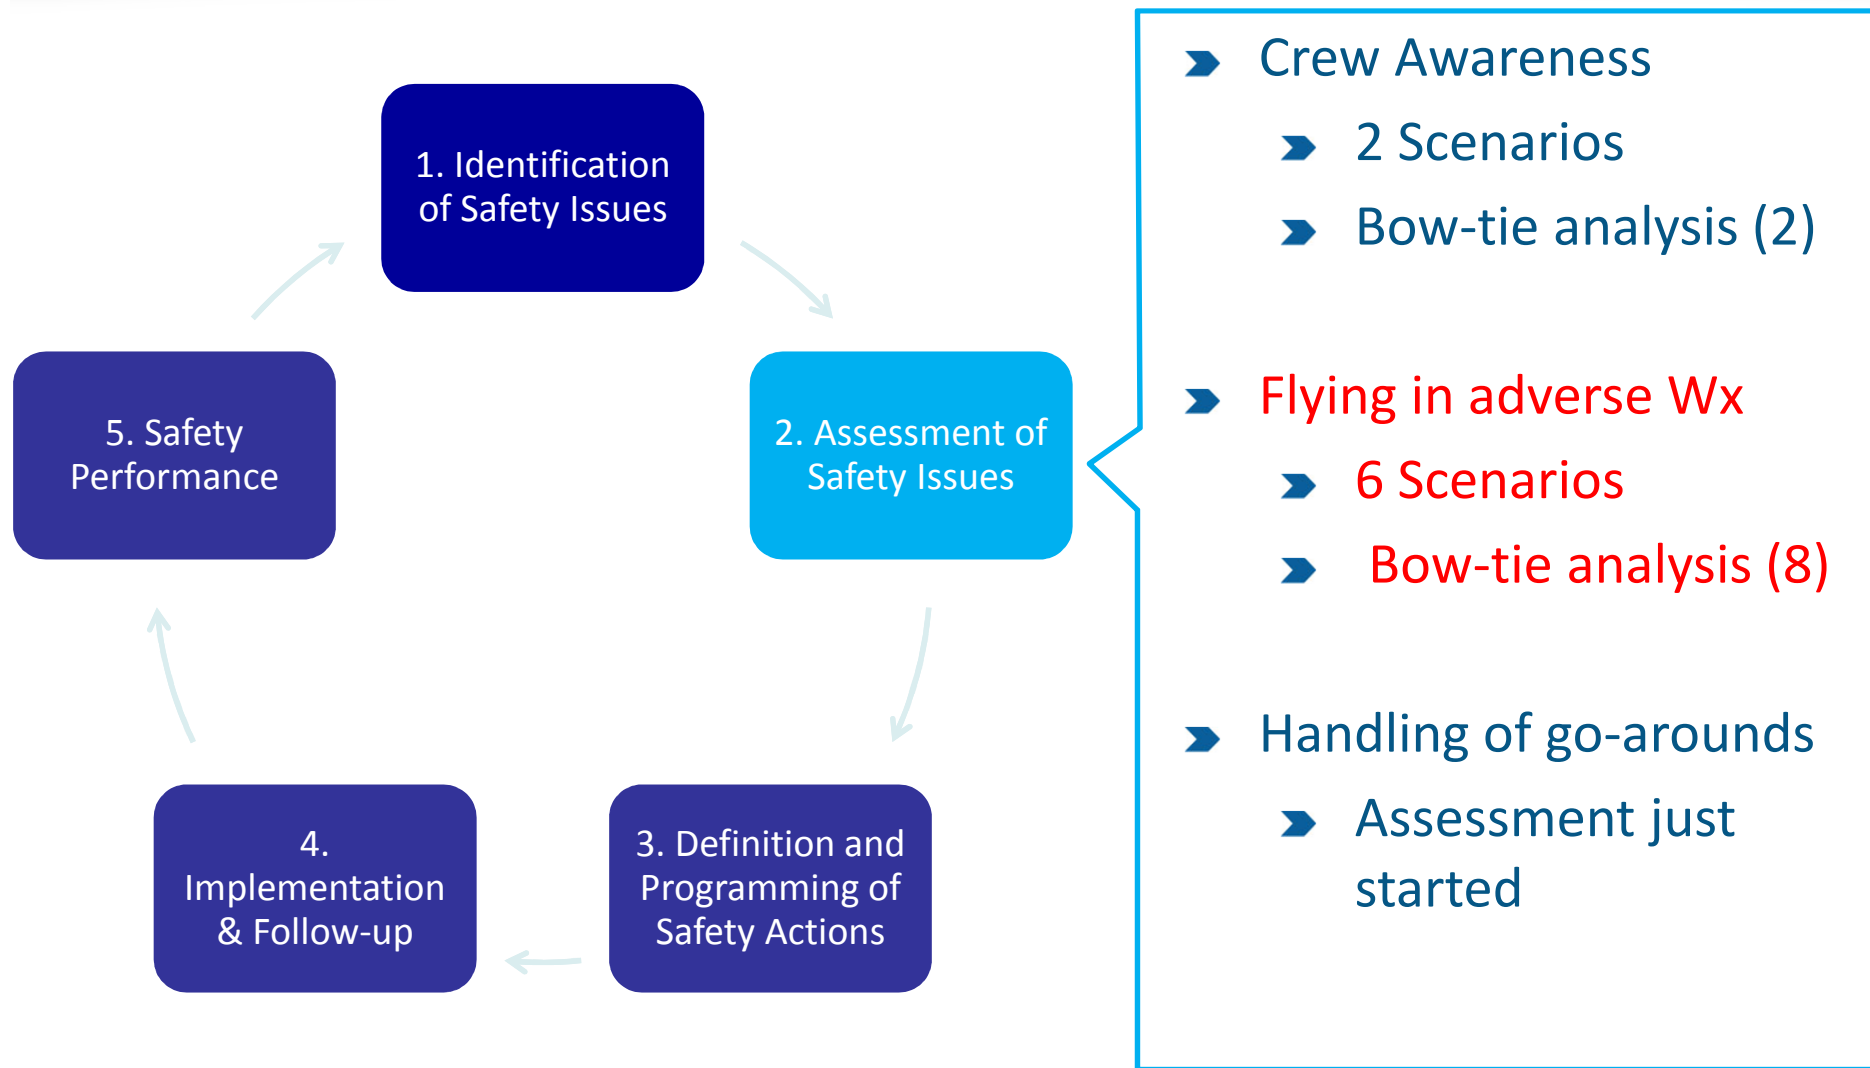 1. Identification
of Safety Issues
2. Assessment of
Safety Issues
3. Definition and
Programming of
Safety Actions
4.
Implementation
& Follow-up
5. Safety
Performance
Crew Awareness
2 Scenarios
Bow-tie analysis (2)
Flying in adverse Wx
6 Scenarios
Bow-tie analysis (8)
Handling of go-arounds
Assessment just
started